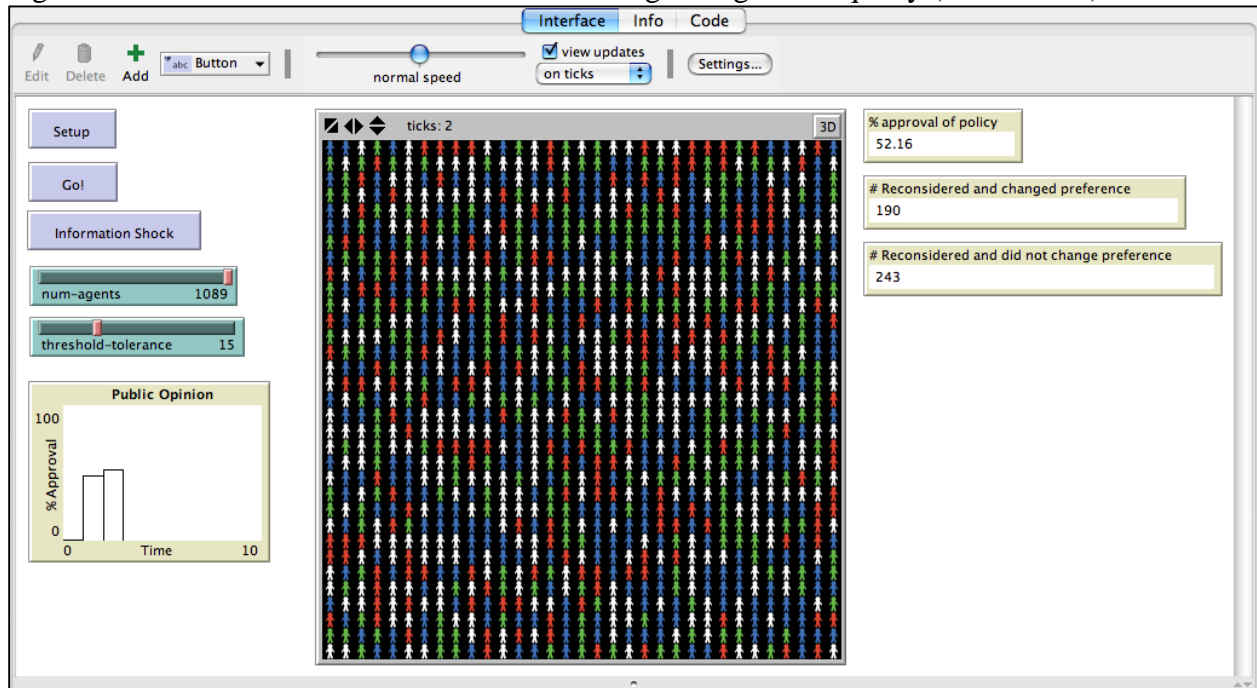 Interface Info Code
Edit Delete Add abc Button normal speed view updates on ticks Settings...
Setup
Go!
Information Shock
num-agents 1089
threshold-tolerance 15
Public Opinion
100
% Approval
0
0 Time 10
ticks: 2 3D
% approval of policy
52.16
# Reconsidered and changed preference
190
# Reconsidered and did not change preference
243